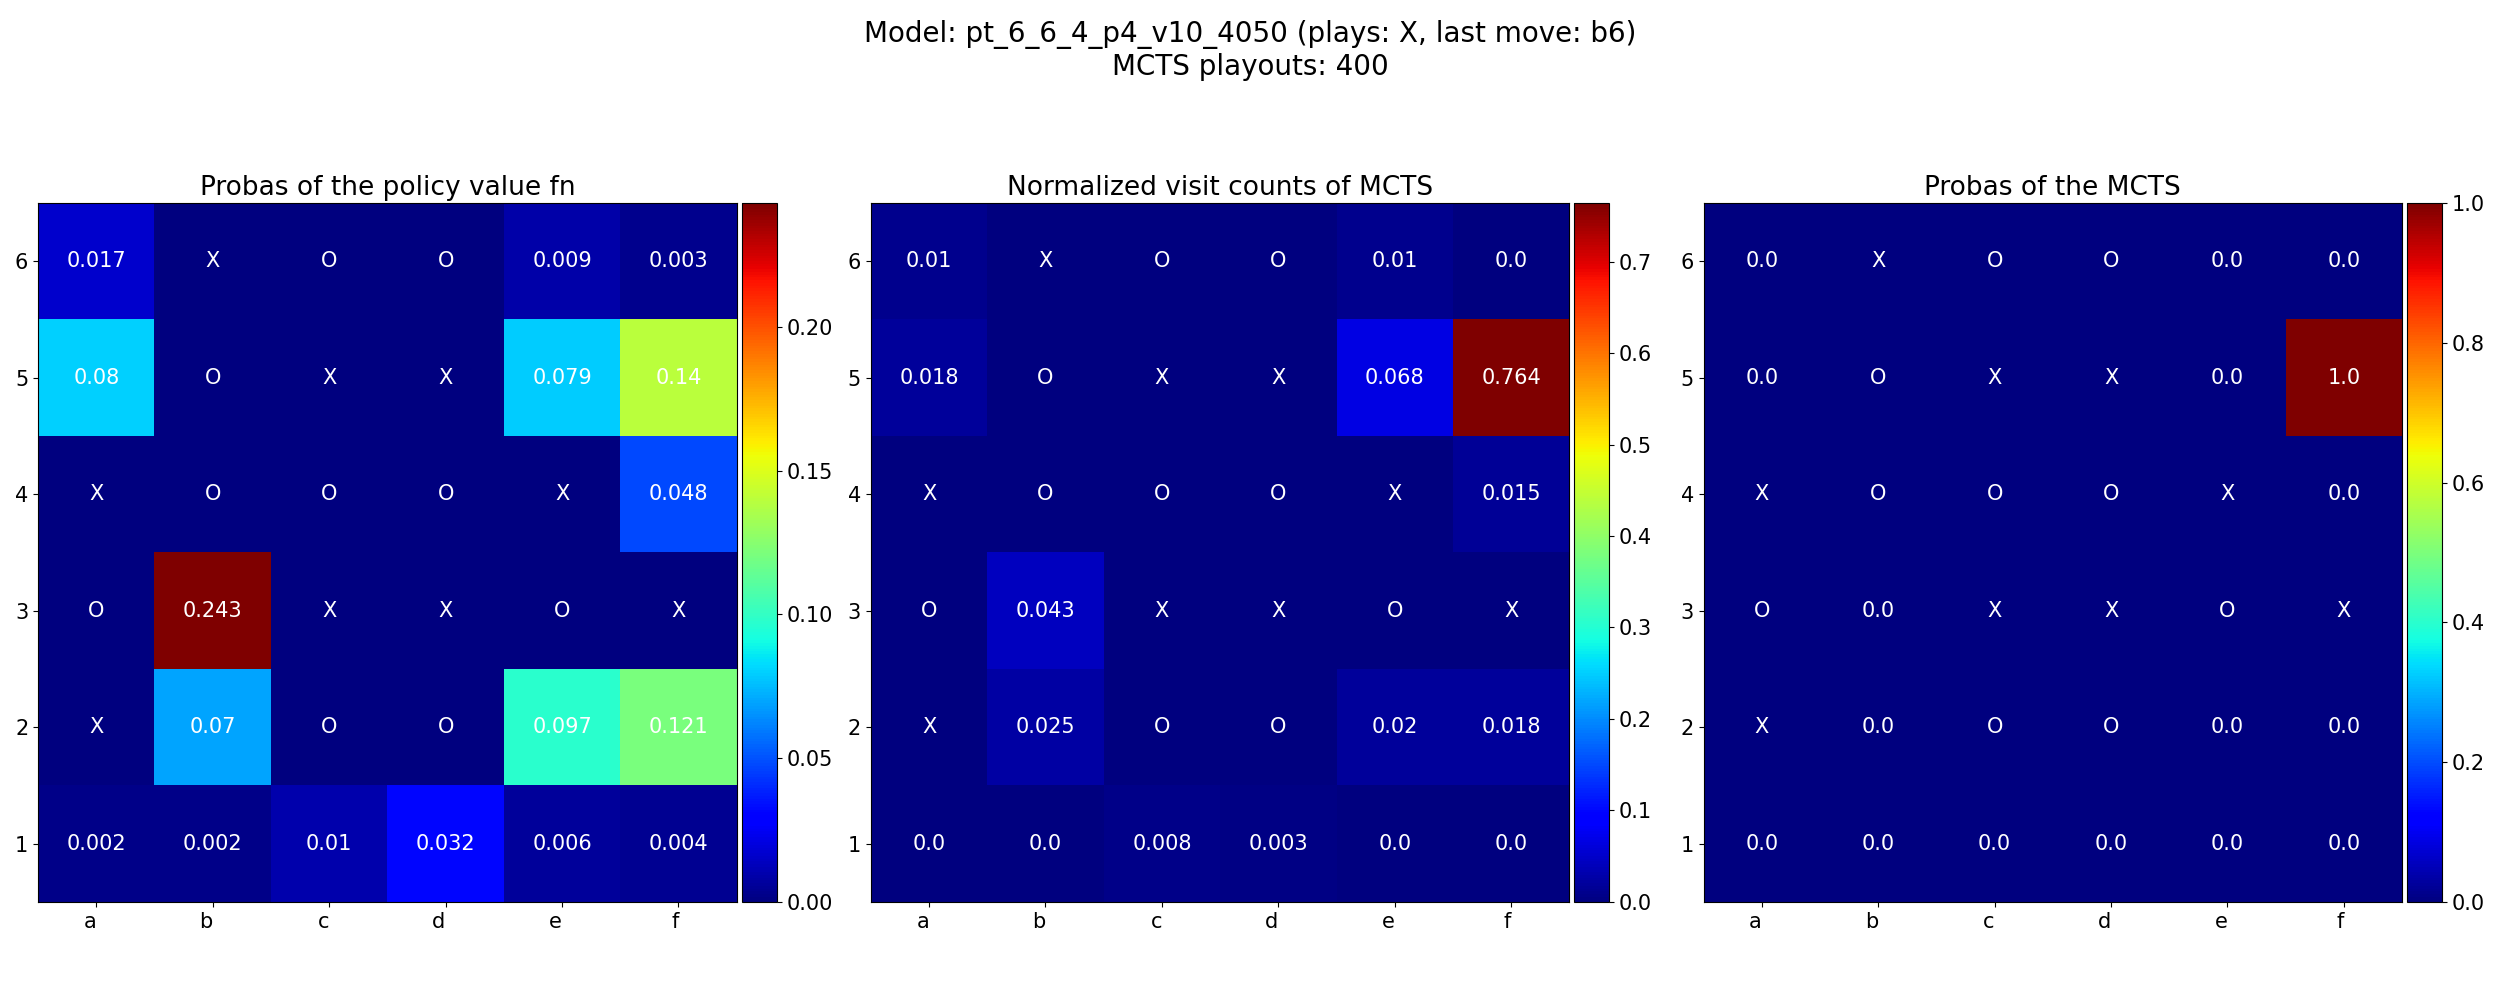 Model: pt_6_6_4_p4_v10_4050 (plays: X, last move: b6)
MCTS playouts: 400
Probas of the policy value fn
6 0.017 X O O 0.009 0.003
0.20
5 0.08 O X X 0.079 0.14
0.15
4 X O O O X 0.048
3 O 0.243 X X O X
0.10
2 X 0.07 O O 0.097 0.121
0.05
1 0.002 0.002 0.01 0.032 0.006 0.004
0.00
a b c d e f
Normalized visit counts of MCTS
6 0.01 X O O 0.01 0.0
0.7
0.6
5 0.018 O X X 0.068 0.764
0.5
4 X O O O X 0.015
0.4
3 O 0.043 X X O X
0.3
0.2
2 X 0.025 O O 0.02 0.018
0.1
1 0.0 0.0 0.008 0.003 0.0 0.0
0.0
a b c d e f
Probas of the MCTS
1.0
6 0.0 X O O 0.0 0.0
0.8
5 0.0 O X X 0.0 1.0
0.6
4 X O O O X 0.0
3 O 0.0 X X O X
0.4
2 X 0.0 O O 0.0 0.0
0.2
1 0.0 0.0 0.0 0.0 0.0 0.0
0.0
a b c d e f